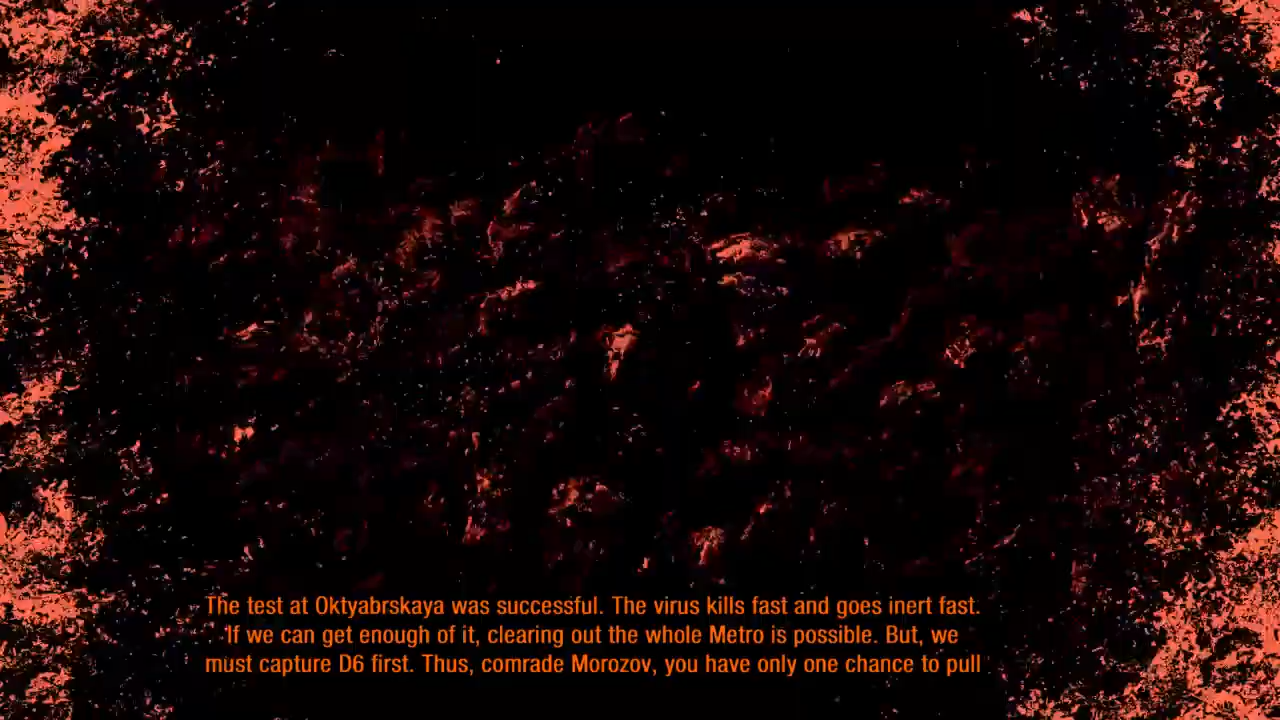 The test at Oktyabrskaya was successful. The virus kills fast and goes inert fast.
If we can get enough of it, clearing out the whole Metro is possible. But, we
must capture D6 first. Thus, comrade Morozov, you have only one chance to pull